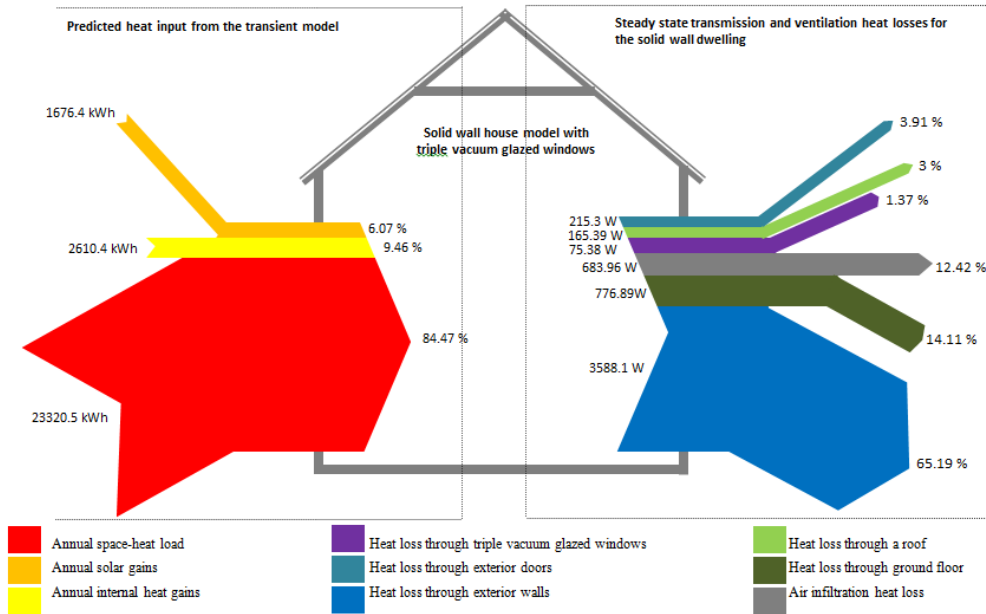 Predicted heat input from the transient model
Steady state transmission and ventilation heat losses for
the solid wall dwelling
Solid wall house model with
triple vacuum glazed windows
1676.4 kWh
2610.4 kWh
23320.5 kWh
6.07 %
9.46 %
84.47 %
215.3 W
165.39 W
75.38 W
683.96 W
776.89W
3588.1 W
3.91 %
3 %
1.37 %
12.42 %
14.11 %
65.19 %
Annual space-heat load
Annual solar gains
Annual internal heat gains
Heat loss through triple vacuum glazed windows
Heat loss through exterior doors
Heat loss through exterior walls
Heat loss through a roof
Heat loss through ground floor
Air infiltration heat loss